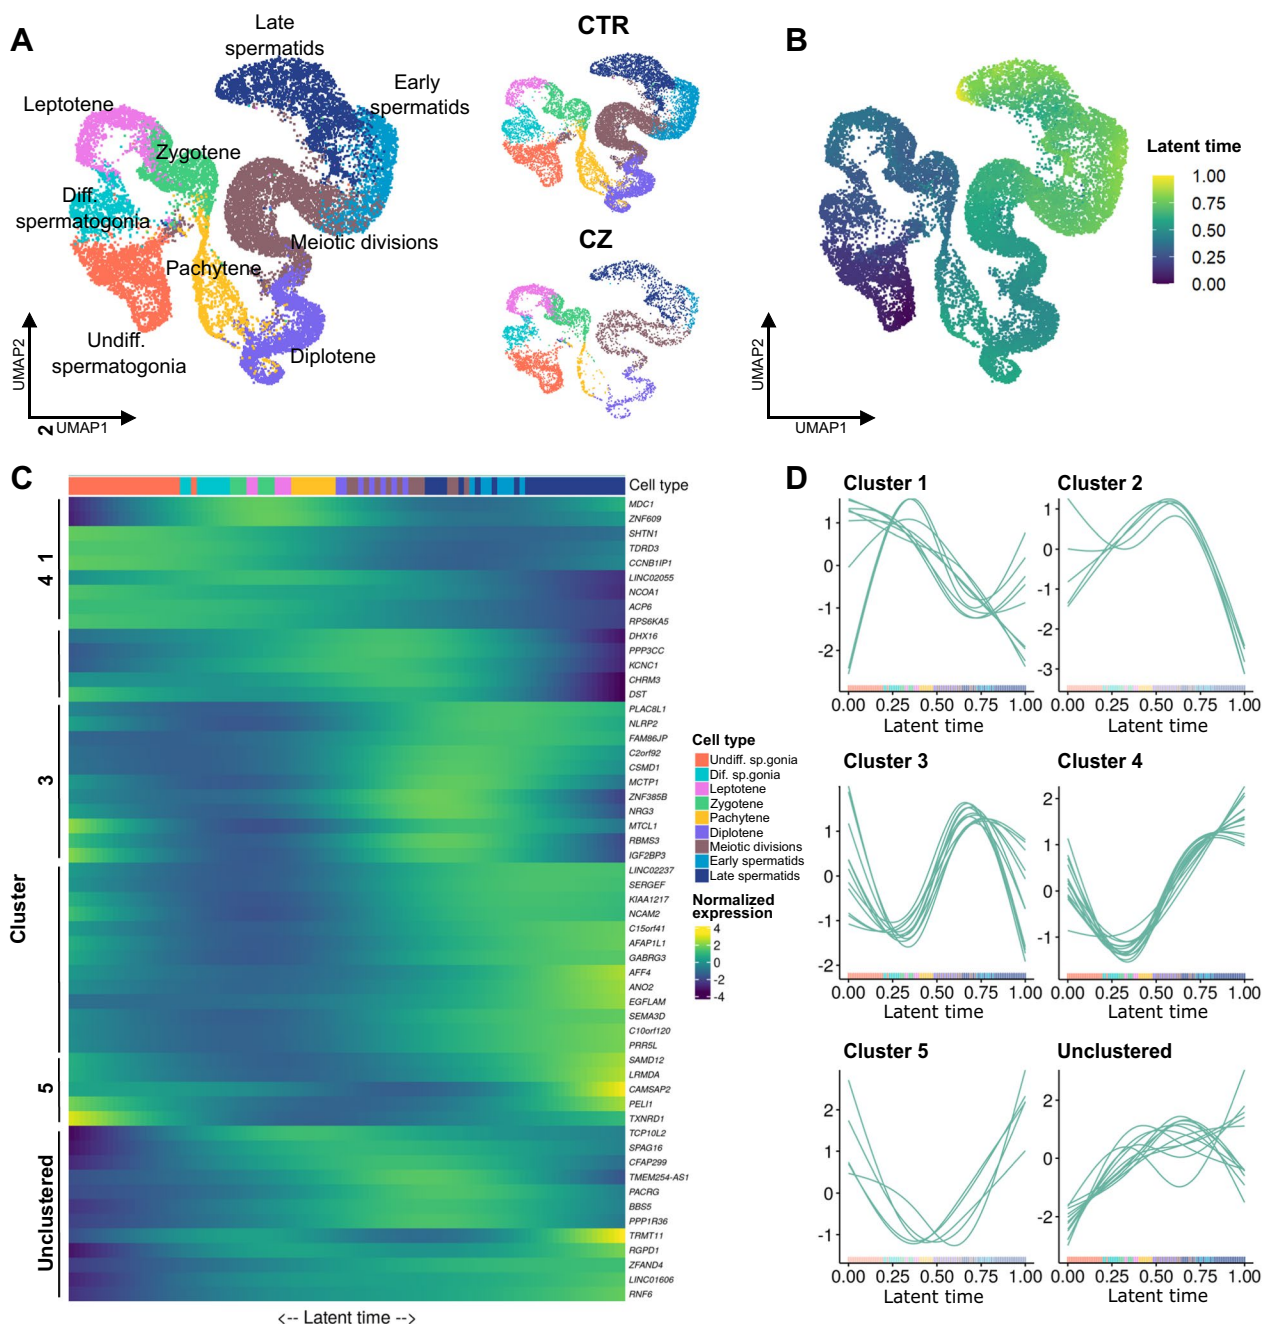 A
Late
spermatids
Early
spermatids
Leptotene
Zygotene
Diff.
spermatogonia
Meiotic divisions
Pachytene
Undiff.
spermatogonia
Diplotene
UMAP2
UMAP1
2
CTR
CZ
B
Latent time
1.00
0.75
0.50
0.25
0.00
UMAP2
UMAP1
C
Cell type
MDC1
ZNF609
SHTN1
TDRD3
CCNB1IP1
LINC02055
NCOA1
ACP6
RPS6KA5
DHX16
PPP3CC
KCNC1
CHRM3
DST
PLAC8L1
NLRP2
FAM86JP
C2orf92
CSMD1
MCTP1
ZNF385B
NRG3
MTCL1
RBMS3
IGF2BP3
LINC02237
SERGEF
KIAA1217
NCAM2
C15orf41
AFAP1L1
GABRG3
AFF4
ANO2
EGFLAM
SEMA3D
C10orf120
PRR5L
SAMD12
LRMDA
CAMSAP2
PELI1
TXNRD1
TCP10L2
SPAG16
CFAP299
TMEM254-AS1
PACRG
BBS5
PPP1R36
TRMT11
RGPD1
ZFAND4
LINC01606
RNF6
1
4
3
5
Unclustered
Cluster
<-- Latent time -->
Cell type
Undiff. sp.gonia
Dif. sp.gonia
Leptotene
Zygotene
Pachytene
Diplotene
Meiotic divisions
Early spermatids
Late spermatids
Normalized
expression
4
2
0
-2
-4
D
Cluster 1
1
0
-1
-2
0.00 0.25 0.50 0.75 1.00
Latent time
Cluster 2
1
0
-1
-2
-3
0.00 0.25 0.50 0.75 1.00
Latent time
Cluster 3
1
0
-1
-2
0.00 0.25 0.50 0.75 1.00
Latent time
Cluster 4
2
1
0
-1
0.00 0.25 0.50 0.75 1.00
Latent time
Cluster 5
2
1
0
-1
0.00 0.25 0.50 0.75 1.00
Latent time
Unclustered
2
0
-2
0.00 0.25 0.50 0.75 1.00
Latent time